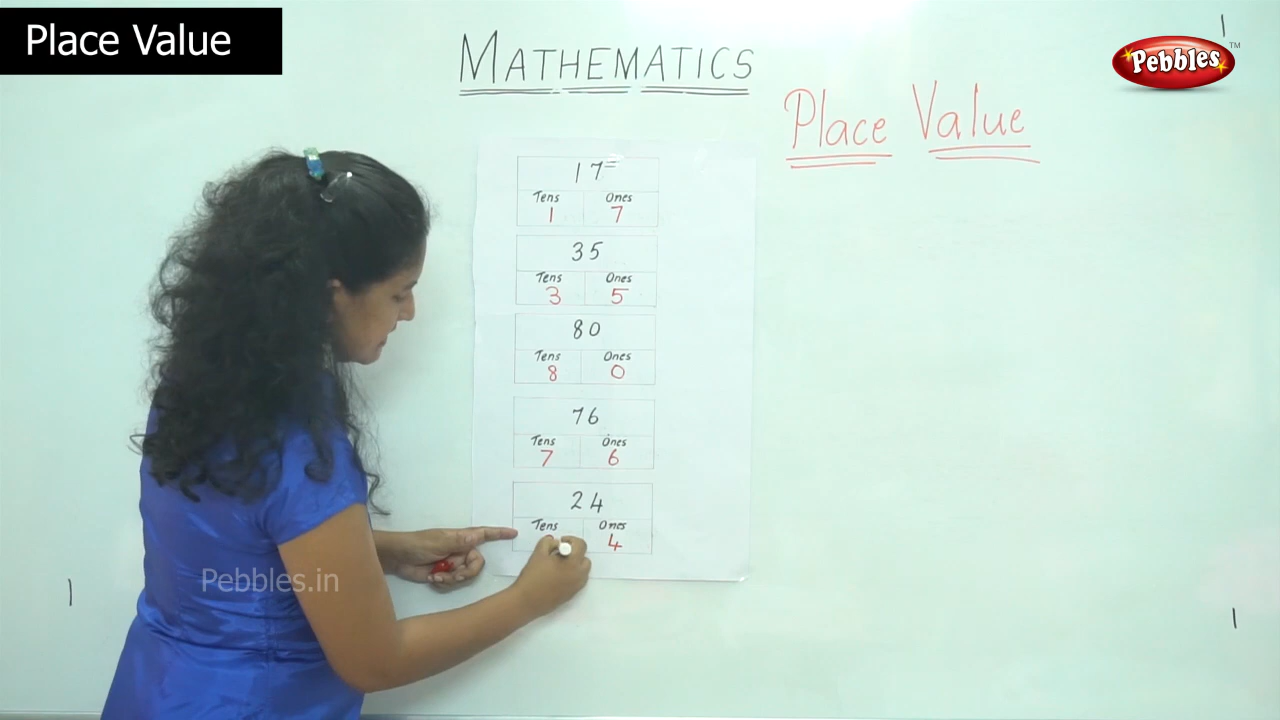 Place Value
MATHEMATICS
Pebbles TM
Place Value
17
Tens Ones
1 7
35
Tens Ones
3 5
80
Tens Ones
8 0
76
Tens Ones
7 6
24
Tens Ones
4
Pebbles.in